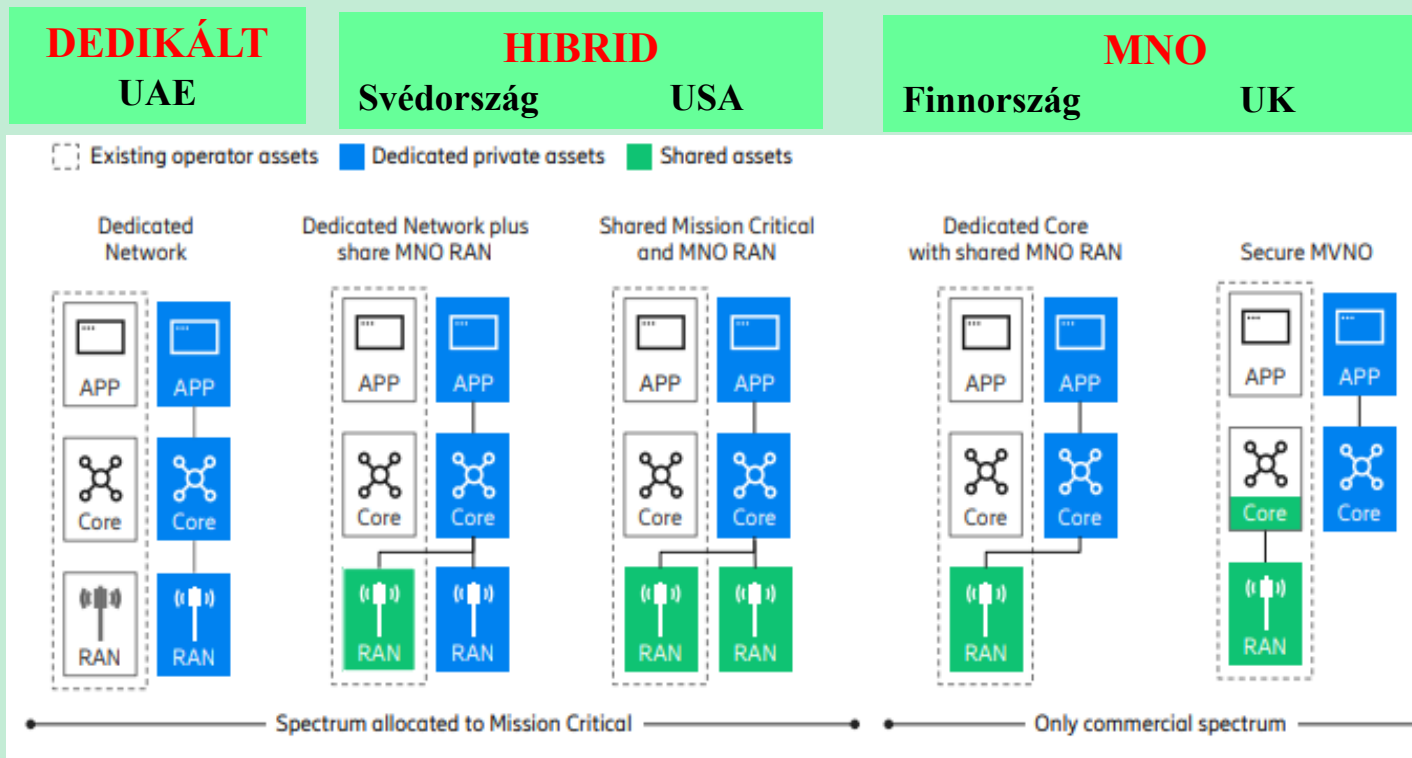 DEDIKÁLT
UAE
HIBRID
Svédország USA
MNO
Finnország UK
Existing operator assets Dedicated private assets Shared assets
Dedicated
Network
Dedicated Network plus
share MNO RAN
Shared Mission Critical
and MNO RAN
Dedicated Core
with shared MNO RAN
Secure MVNO
APP APP APP APP APP APP APP APP APP APP
Core Core Core Core Core Core Core Core Core Core
RAN RAN RAN RAN RAN RAN RAN RAN
Spectrum allocated to Mission Critical Only commercial spectrum